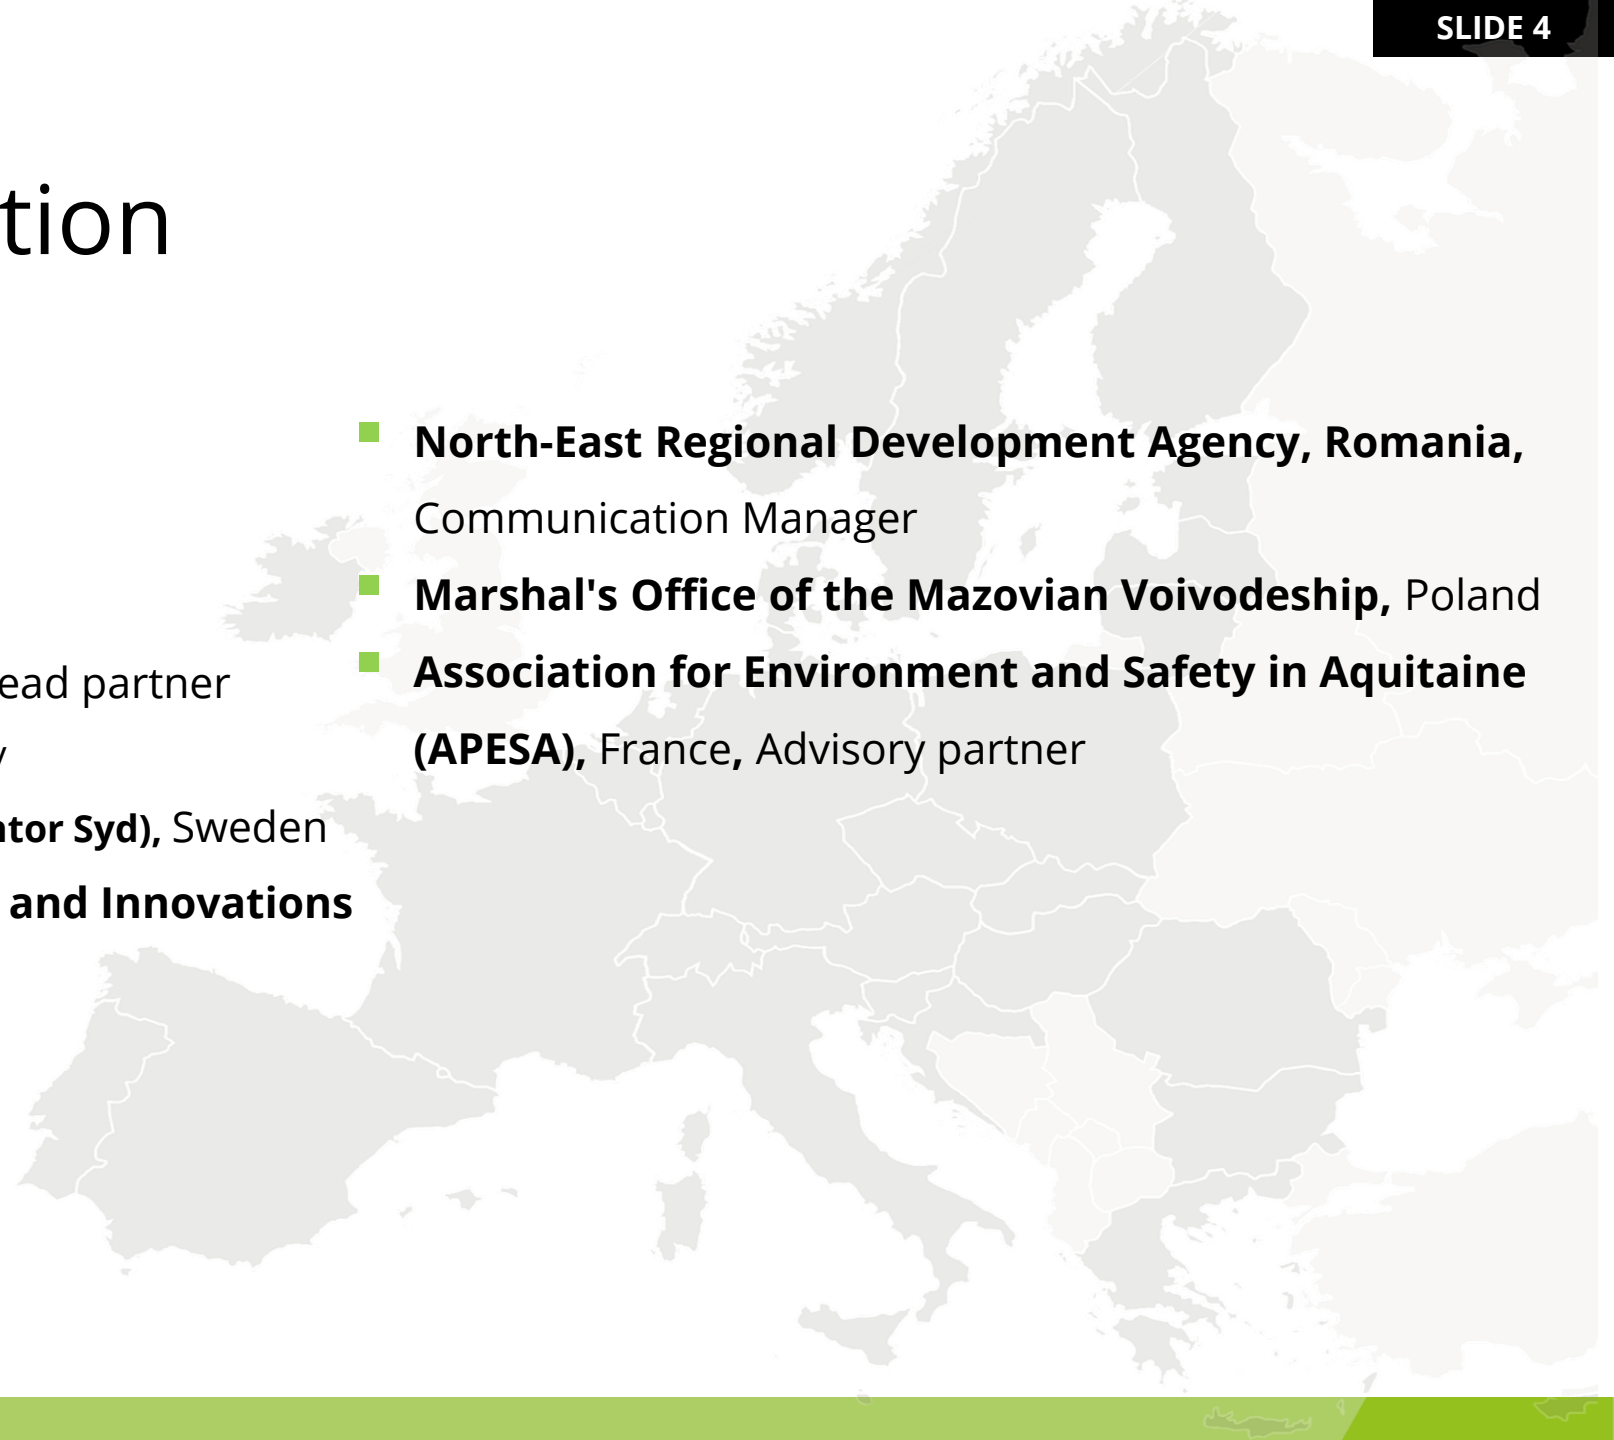 SLIDE 4
tion
ead partner
ntor Syd), Sweden
and Innovations
North-East Regional Development Agency, Romania,
Communication Manager
Marshal's Office of the Mazovian Voivodeship, Poland
Association for Environment and Safety in Aquitaine
(APESA), France, Advisory partner